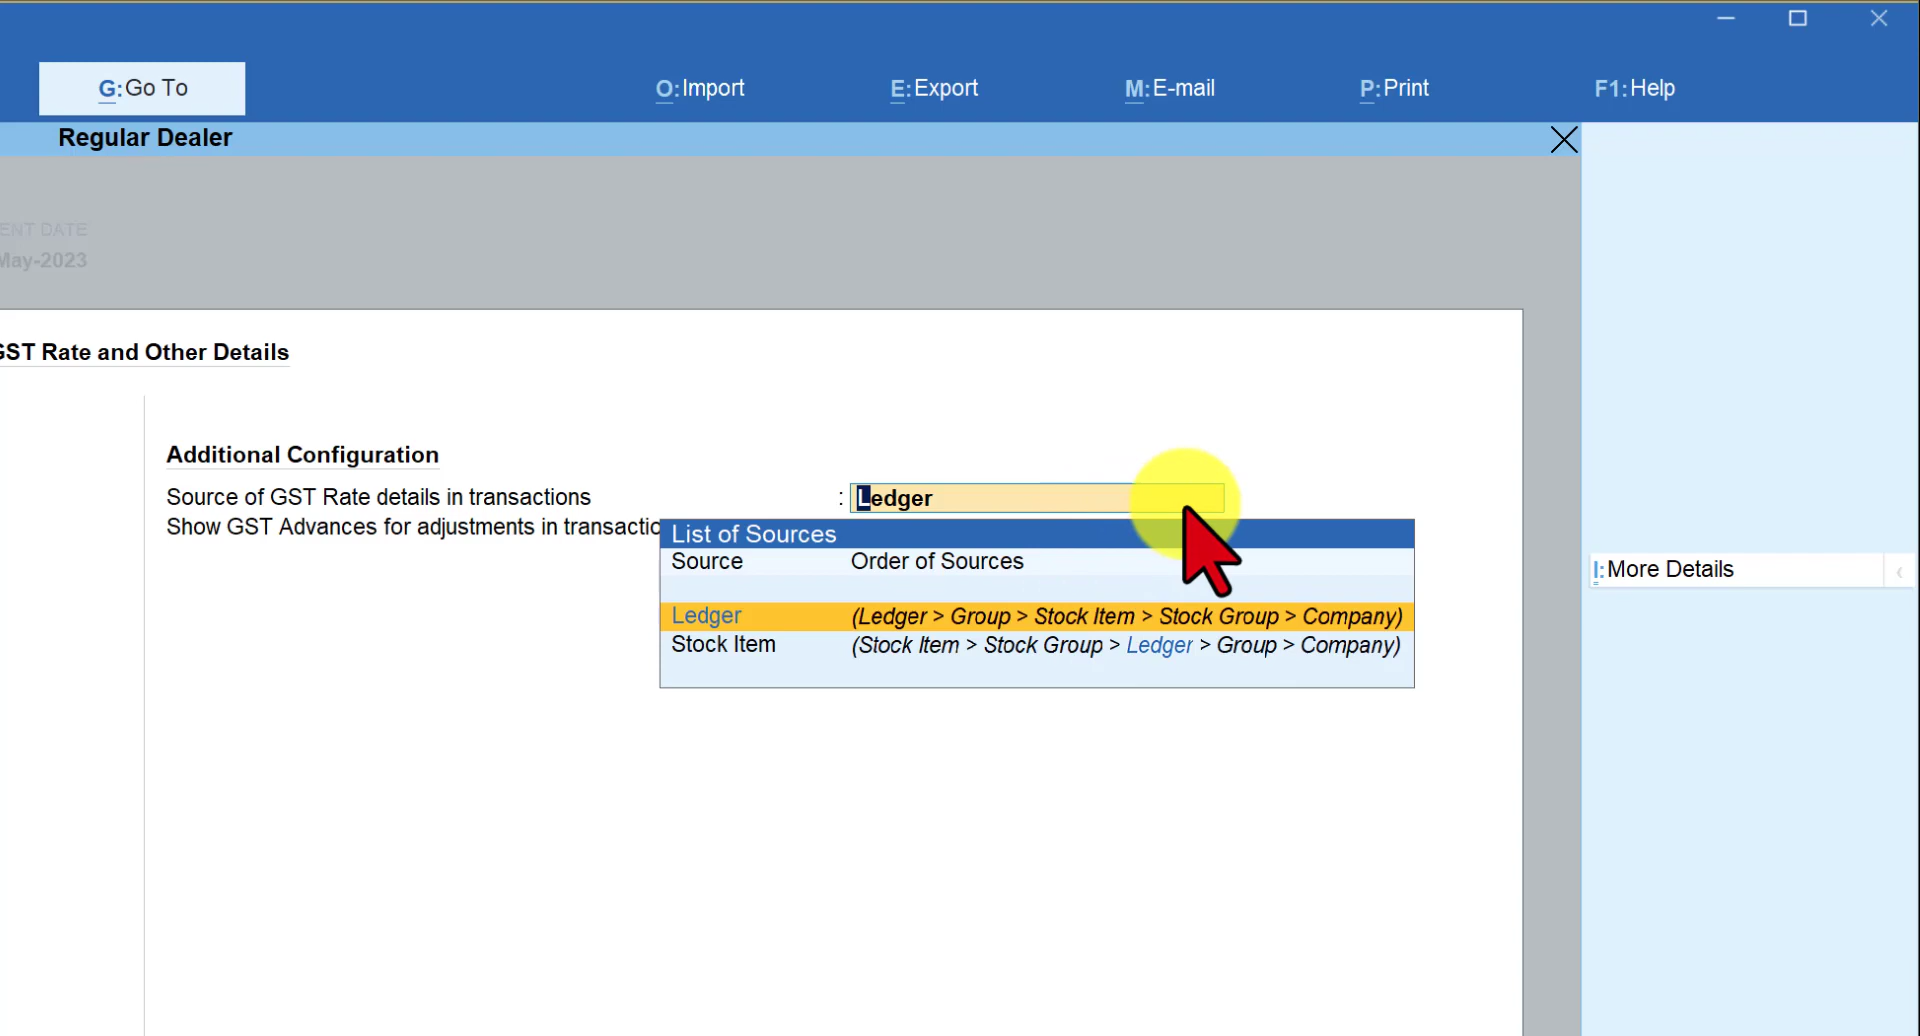 G:Go To
O:Import
E:Export
M:E-mail
P:Print
F1:Help
Regular Dealer
ENT DATE
May-2023
GST Rate and Other Details
Additional Configuration
Source of GST Rate details in transactions : Ledger
Show GST Advances for adjustments in transactio
List of Sources
Source Order of Sources
Ledger (Ledger > Group > Stock Item > Stock Group > Company)
Stock Item (Stock Item > Stock Group > Ledger > Group > Company)
I:More Details